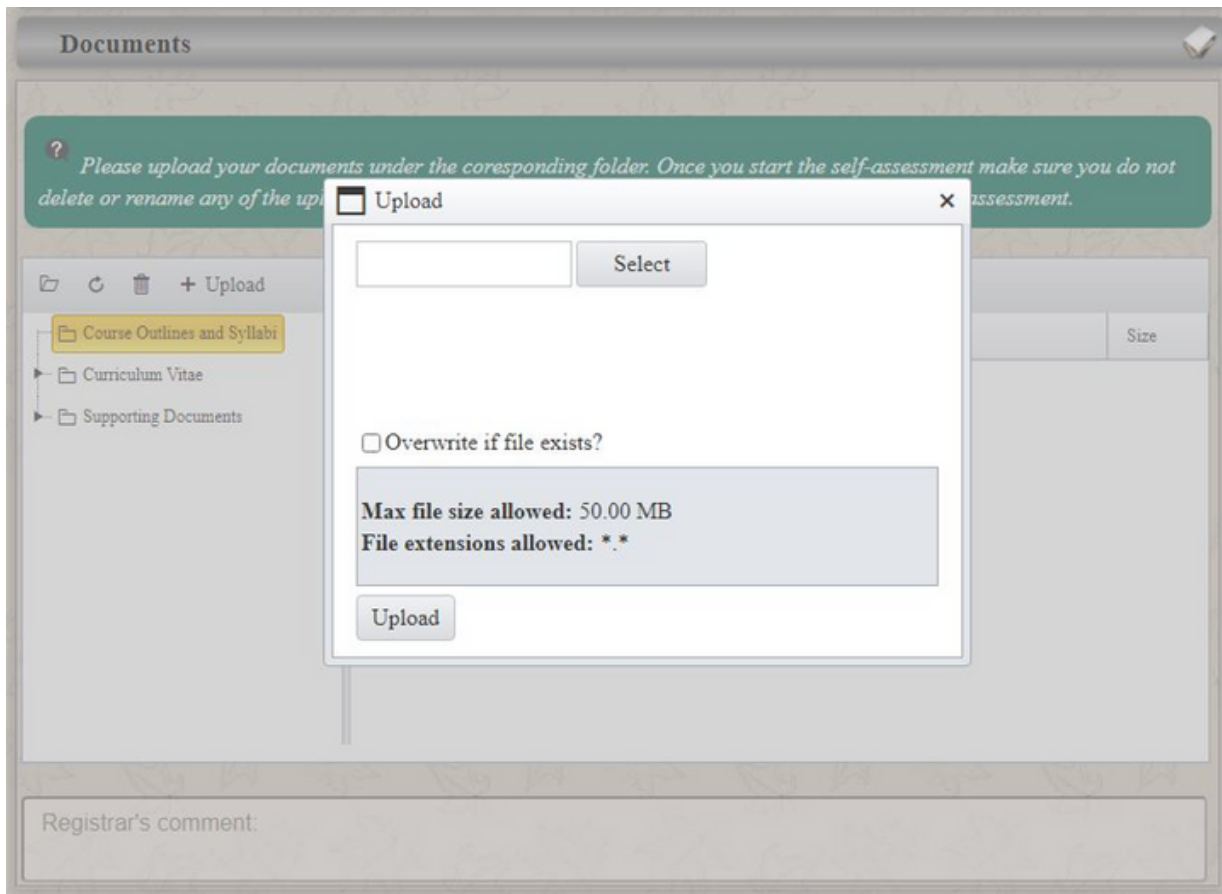 Documents
? Please upload your documents under the coresponding folder. Once you start the self-assessment make sure you do not
delete or rename any of the upl assessment.
Upload
Select
+ Upload
Course Outlines and Syllabi
Size
Curriculum Vitae
Supporting Documents
Overwrite if file exists?
Max file size allowed: 50.00 MB
File extensions allowed: *.*
Upload
Registrar's comment: